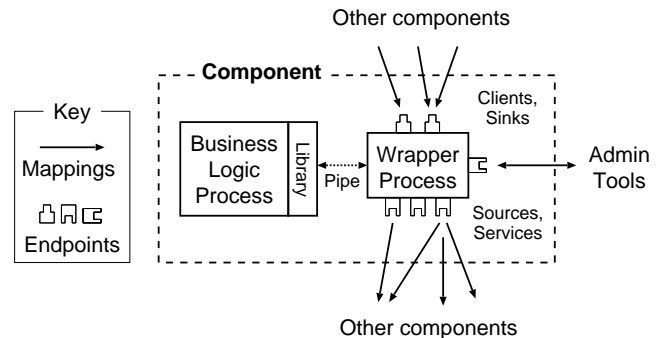 Other components
Component
Clients,
Sinks
Key
Mappings
Endpoints
Business
Logic
Process
Library
Pipe
Wrapper
Process
Admin
Tools
Sources,
Services
Other components